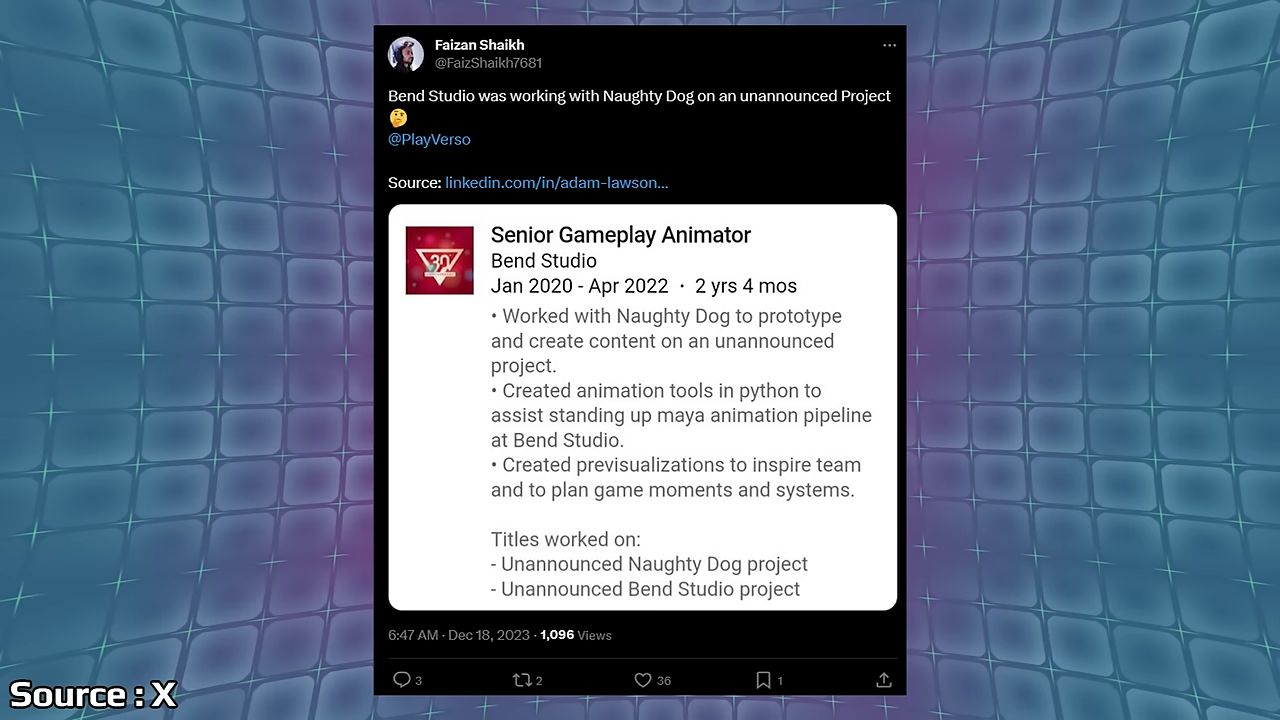 Faizan Shaikh
@FaizShaikh7681
Bend Studio was working with Naughty Dog on an unannounced Project
🤔
@PlayVerso
Source: linkedin.com/in/adam-lawson...
30
Senior Gameplay Animator
Bend Studio
Jan 2020 - Apr 2022 · 2 yrs 4 mos
• Worked with Naughty Dog to prototype
and create content on an unannounced
project.
• Created animation tools in python to
assist standing up maya animation pipeline
at Bend Studio.
• Created previsualizations to inspire team
and to plan game moments and systems.
Titles worked on:
- Unannounced Naughty Dog project
- Unannounced Bend Studio project
6:47 AM · Dec 18, 2023 · 1,096 Views
3 2 36 1
Source : X